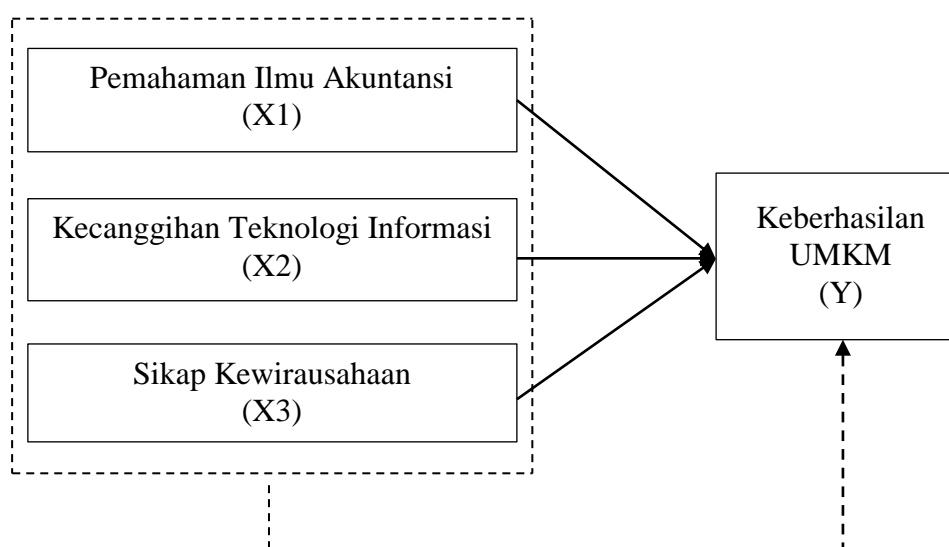 Pemahaman Ilmu Akuntansi
(X1)
Kecanggihan Teknologi Informasi
(X2)
Sikap Kewirausahaan
(X3)
Keberhasilan
UMKM
(Y)